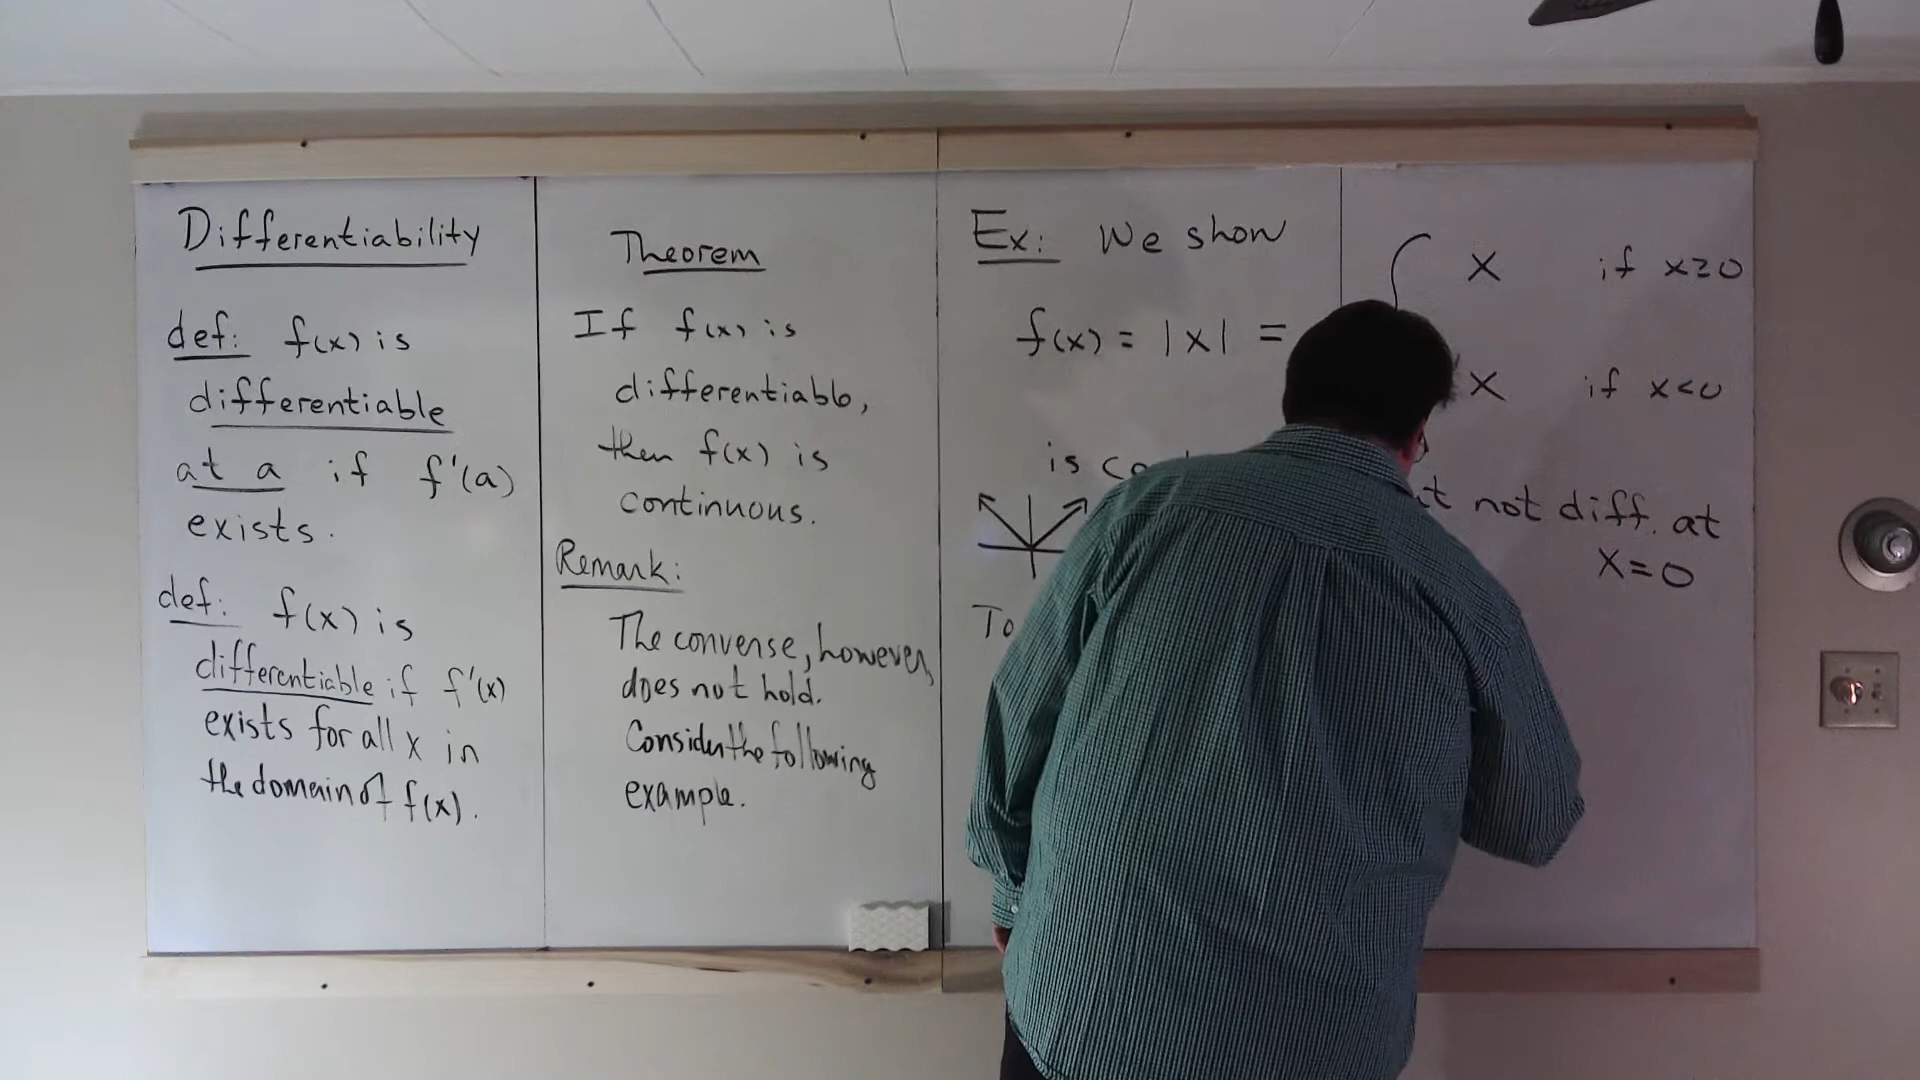 Differentiability
def: f(x) is
differentiable
at a if f'(a)
exists.
def: f(x) is
differentiable if f'(x)
exists for all x in
the domain of f(x).
Theorem
If f(x) is
differentiable,
then f(x) is
continuous.
Remark:
The converse, however,
does not hold.
Consider the following
example.
Ex: We show
f(x) = |x| =
x if x≥0
x if x<0
is
not diff. at
x=0
To